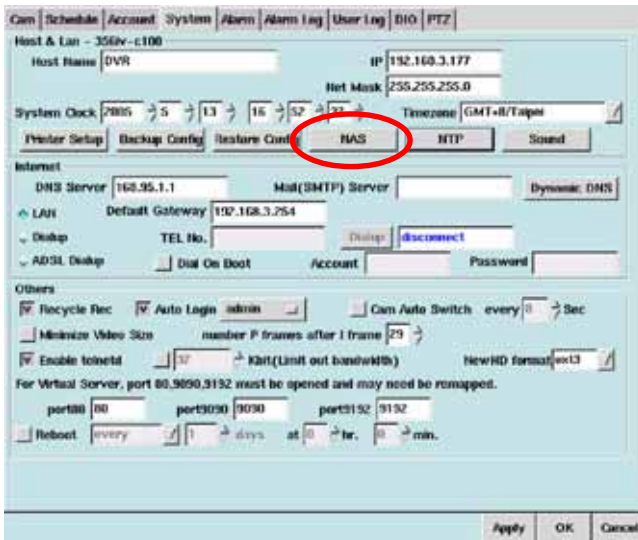 Cam Schedule Account System Alarm Alarm Log User Log DIO PTZ
Host & Lan - 356iv-c100
Host Name DVR IP 192.168.3.177
Net Mask 255.255.255.0
System Clock 2005 5 13 16 52 Timezone GMT+8/Taipei
Printer Setup Backup Config Restore Config NAS NTP Sound
Internet
DNS Server 168.95.1.1 Mail(SMTP) Server Dynamic DNS
LAN Default Gateway 192.168.3.254
Dialup TEL No. Dialup disconnect
ADSL Dialup Dial On Boot Account Password
Others
Recycle Rec Auto Login admin Cam Auto Switch every 8 Sec
Minimize Video Size number P frames after I frame 29
Enable telnetd 32 Kbit(Limit out bandwidth) NewHD format ext3
For Virtual Server, port 80,9090,9192 must be opened and may need be remapped.
port80 80 port9090 9090 port9192 9192
Reboot every 1 days at 0 hr. 0 min.
Apply OK Cancel